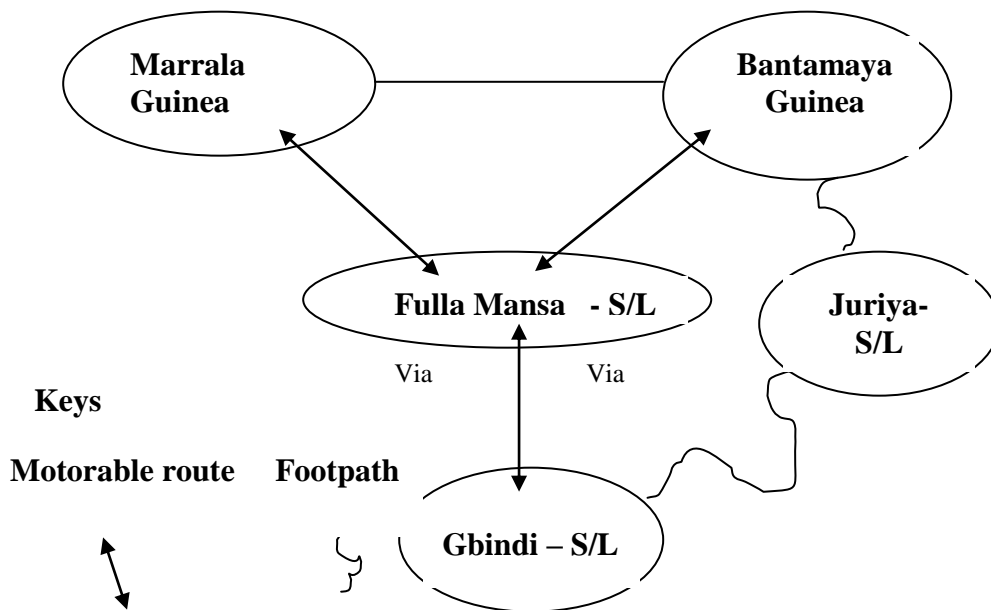 Marrala
Guinea
Bantamaya
Guinea
Fulla Mansa - S/L
Juriya-
S/L
Via Via
Keys
Motorable route Footpath
Gbindi – S/L